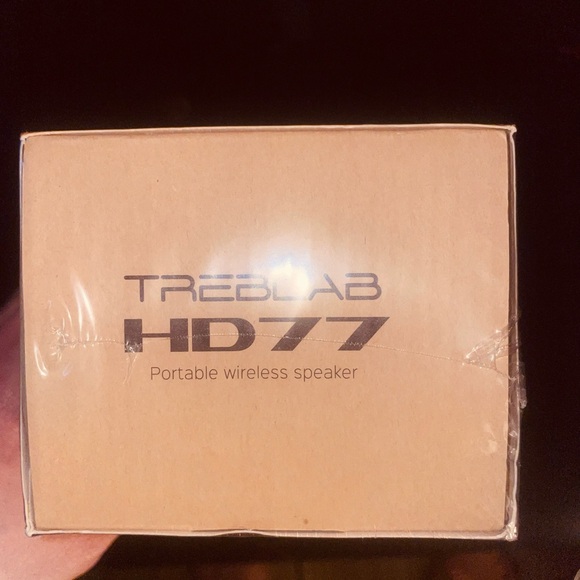 TREBLAB
HD77
Portable wireless speaker